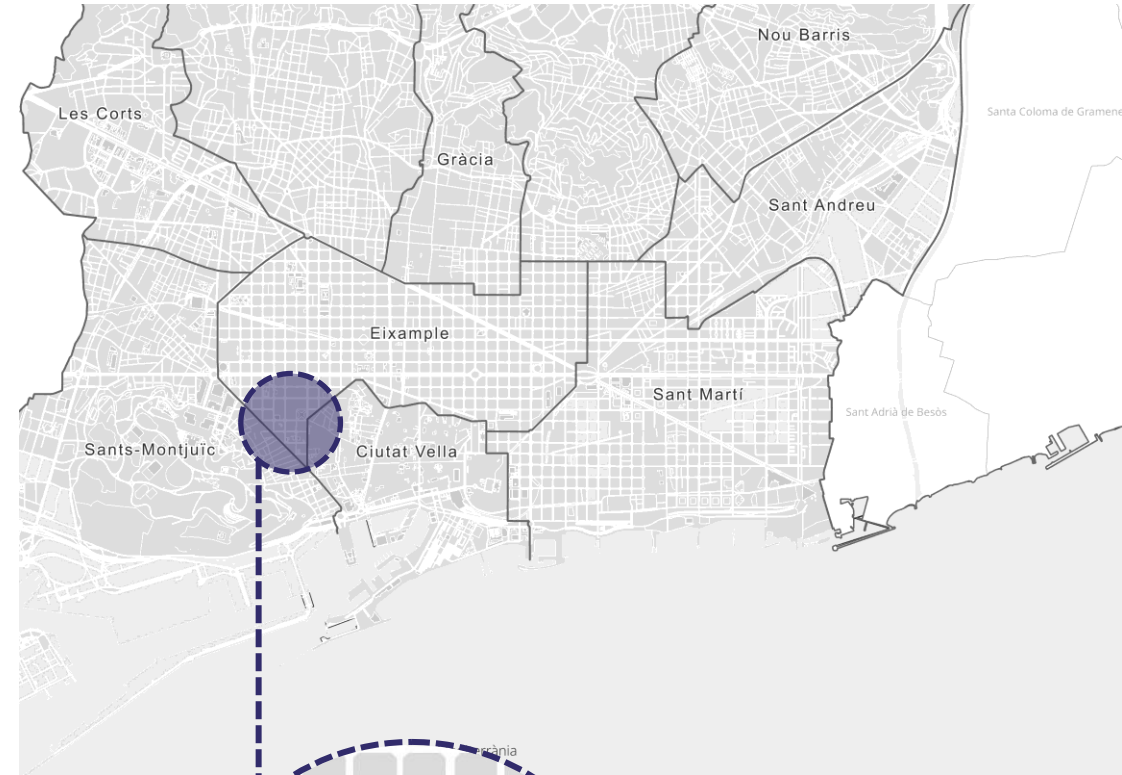 Nou Barris
Les Corts
Santa Coloma de Gramene
Gràcia
Sant Andreu
Eixample
Sant Martí
Sant Adrià de Besòs
Sants-Montjuïc
Ciutat Vella
errània